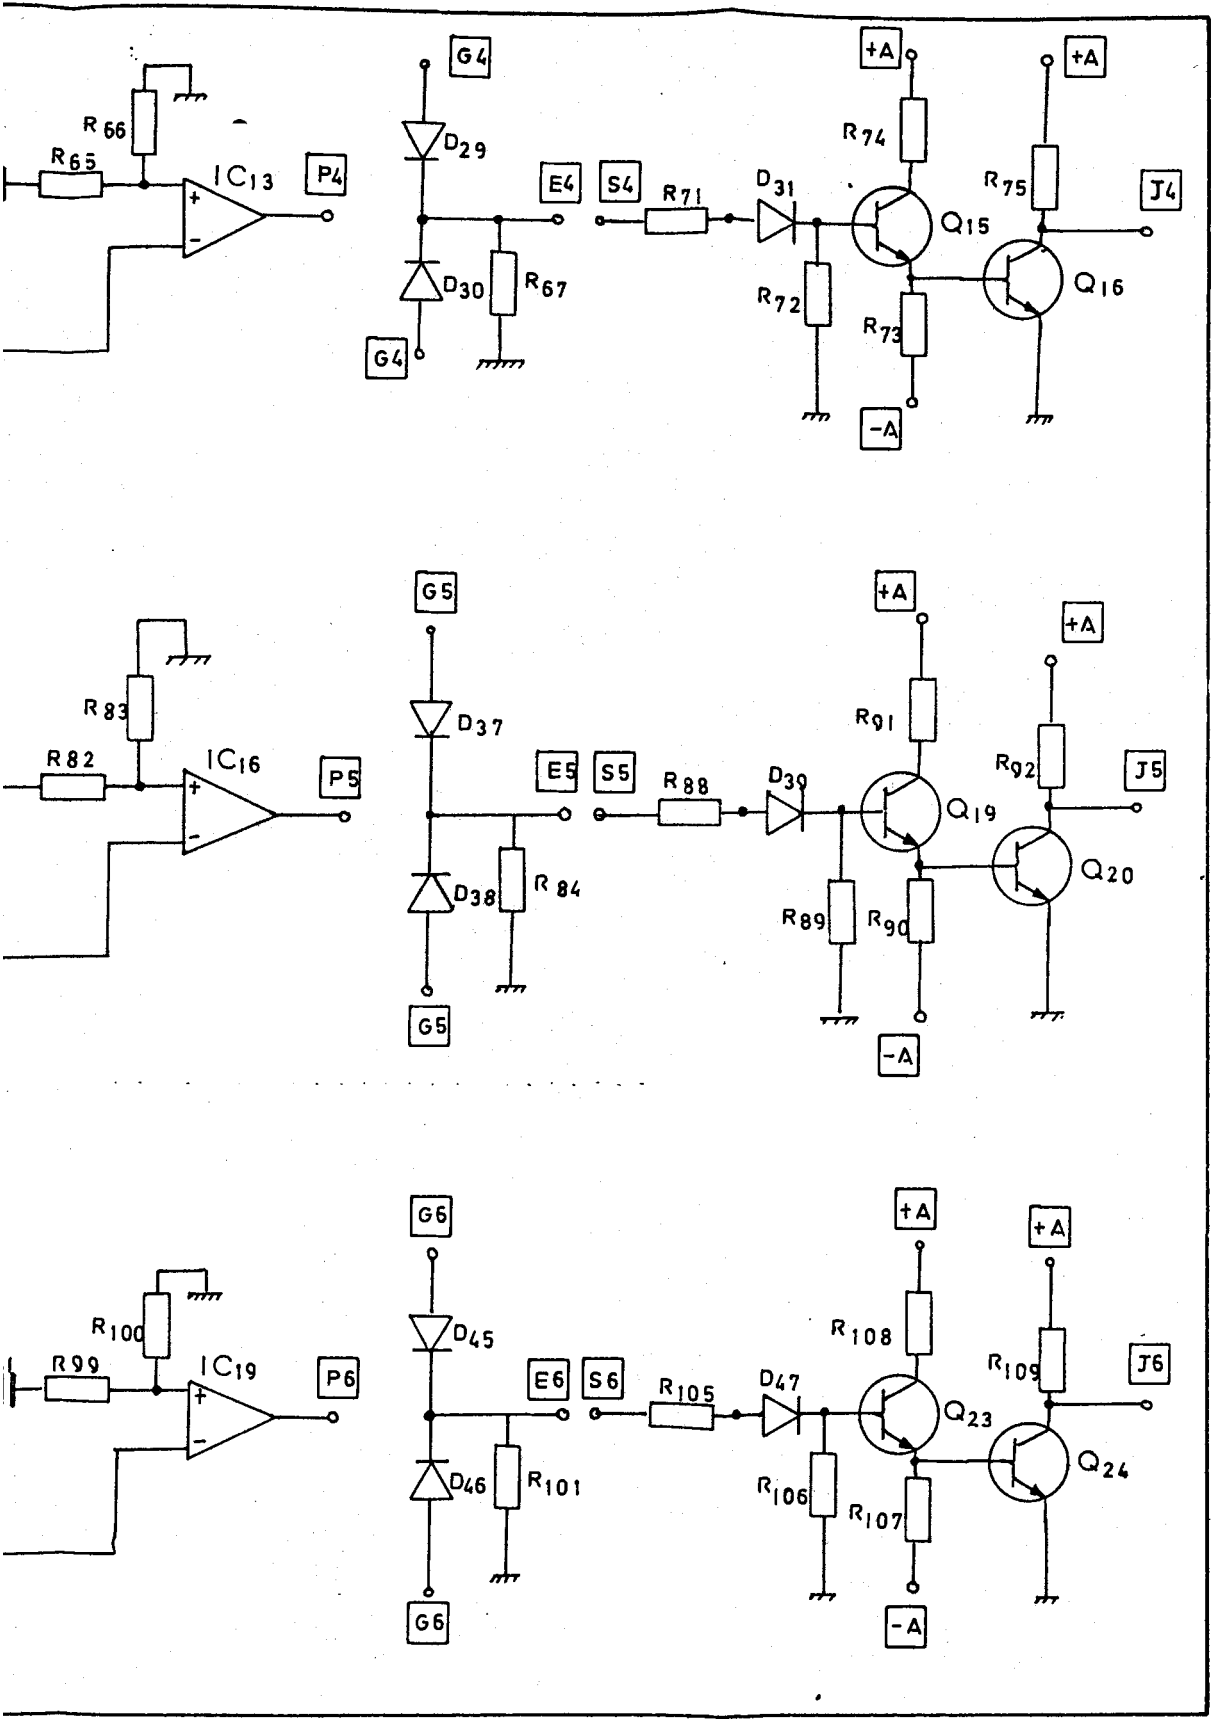 G4 +A +A
R66 R74
R65 IC13 P4 D29 E4 S4 R71 D31 R75 J4
+
- Q15
D30 R67 R72 R73 Q16
G4
-A
G5 +A +A
R83 D37 R91
R82 IC16 P5 E5 S5 R88 D39 R92 J5
+
- Q19
D38 R84 R89 R90 Q20
G5 -A
G6 +A +A
R100 D45 R108
R99 IC19 P6 E6 S6 R105 D47 R109 J6
+
- Q23
D46 R101 R106 R107 Q24
G6 -A